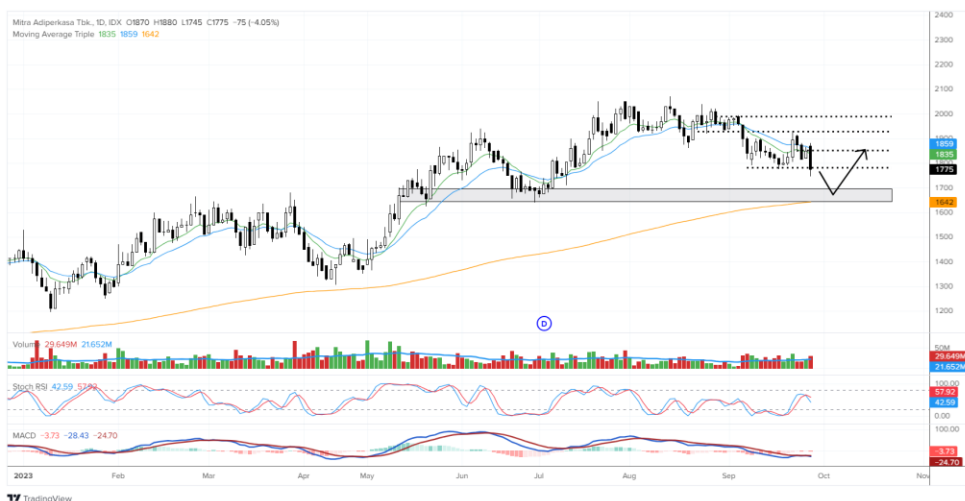 Mitra Adiperkasa Tbk., 1D, IDX O1870 H1880 L1745 C1775 -75 (-4.05%)
Moving Average Triple 1835 1859 1642
2400
2300
2200
2100
2000
1900
1859
1835
1775
1700
1642
1600
1500
1400
1300
1200
D
Volume 29.649M 21.652M
50M
29.649M
21.652M
Stoch RSI 42.59 57.92
100.00
57.92
42.59
0.00
MACD -3.73 -28.43 -24.70
100.00
-3.73
-24.70
2023 Feb Mar Apr May Jun Jul Aug Sep Oct Nov
TradingView